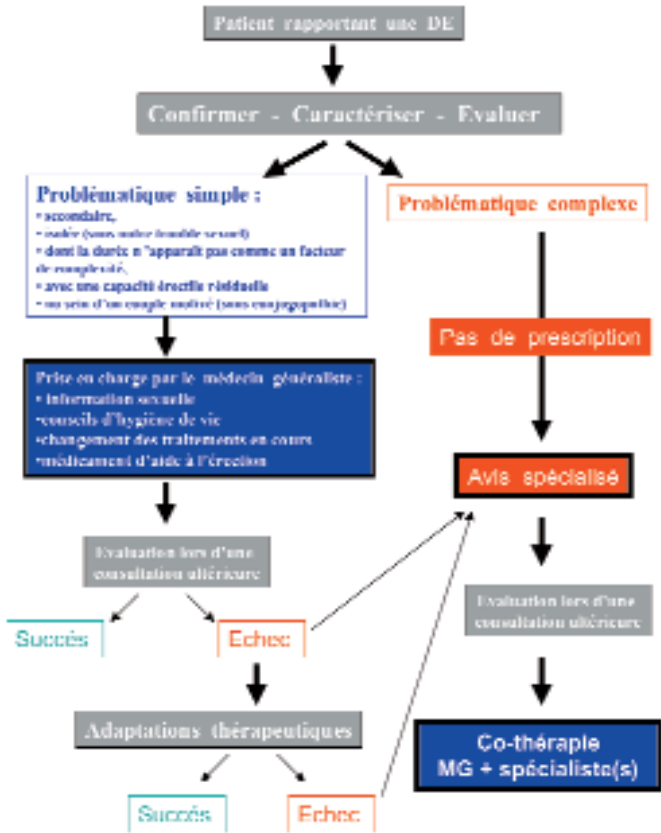 Patient rapportant une DE
Confirmer - Caractériser - Evaluer
Problématique simple :
• secondaire,
• isolée (sans autre trouble sexuel)
• dont la durée n 'apparaît pas comme un facteur
de complexité,
• avec une capacité érectile résiduelle
• au sein d'un couple motivé (sans conjugopathie)
Problématique complexe
Pas de prescription
Prise en charge par le médecin généraliste :
• information sexuelle
•conseils d'hygiène de vie
•changement des traitements en cours
•médicament d'aide à l'érection
Avis spécialisé
Evaluation lors d'une
consultation ultérieure
Succés
Echec
Evaluation lors d'une
consultation ultérieure
Adaptations thérapeutiques
Succés
Echec
Co-thérapie
MG + spécialiste(s)